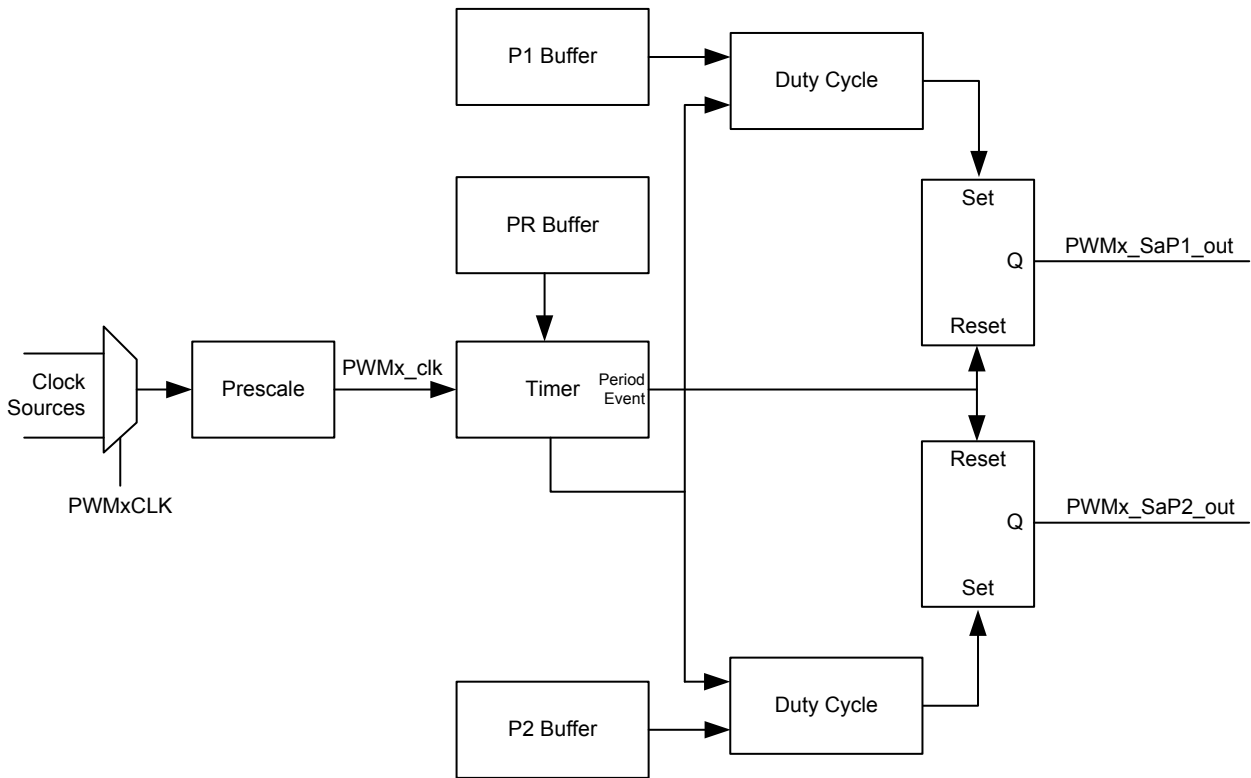 P1 Buffer
Duty Cycle
PR Buffer
Set
Q
PWMx_SaP1_out
Reset
Clock
Sources
Prescale
PWMx_clk
Timer
Period
Event
PWMxCLK
Reset
Q
PWMx_SaP2_out
Set
P2 Buffer
Duty Cycle